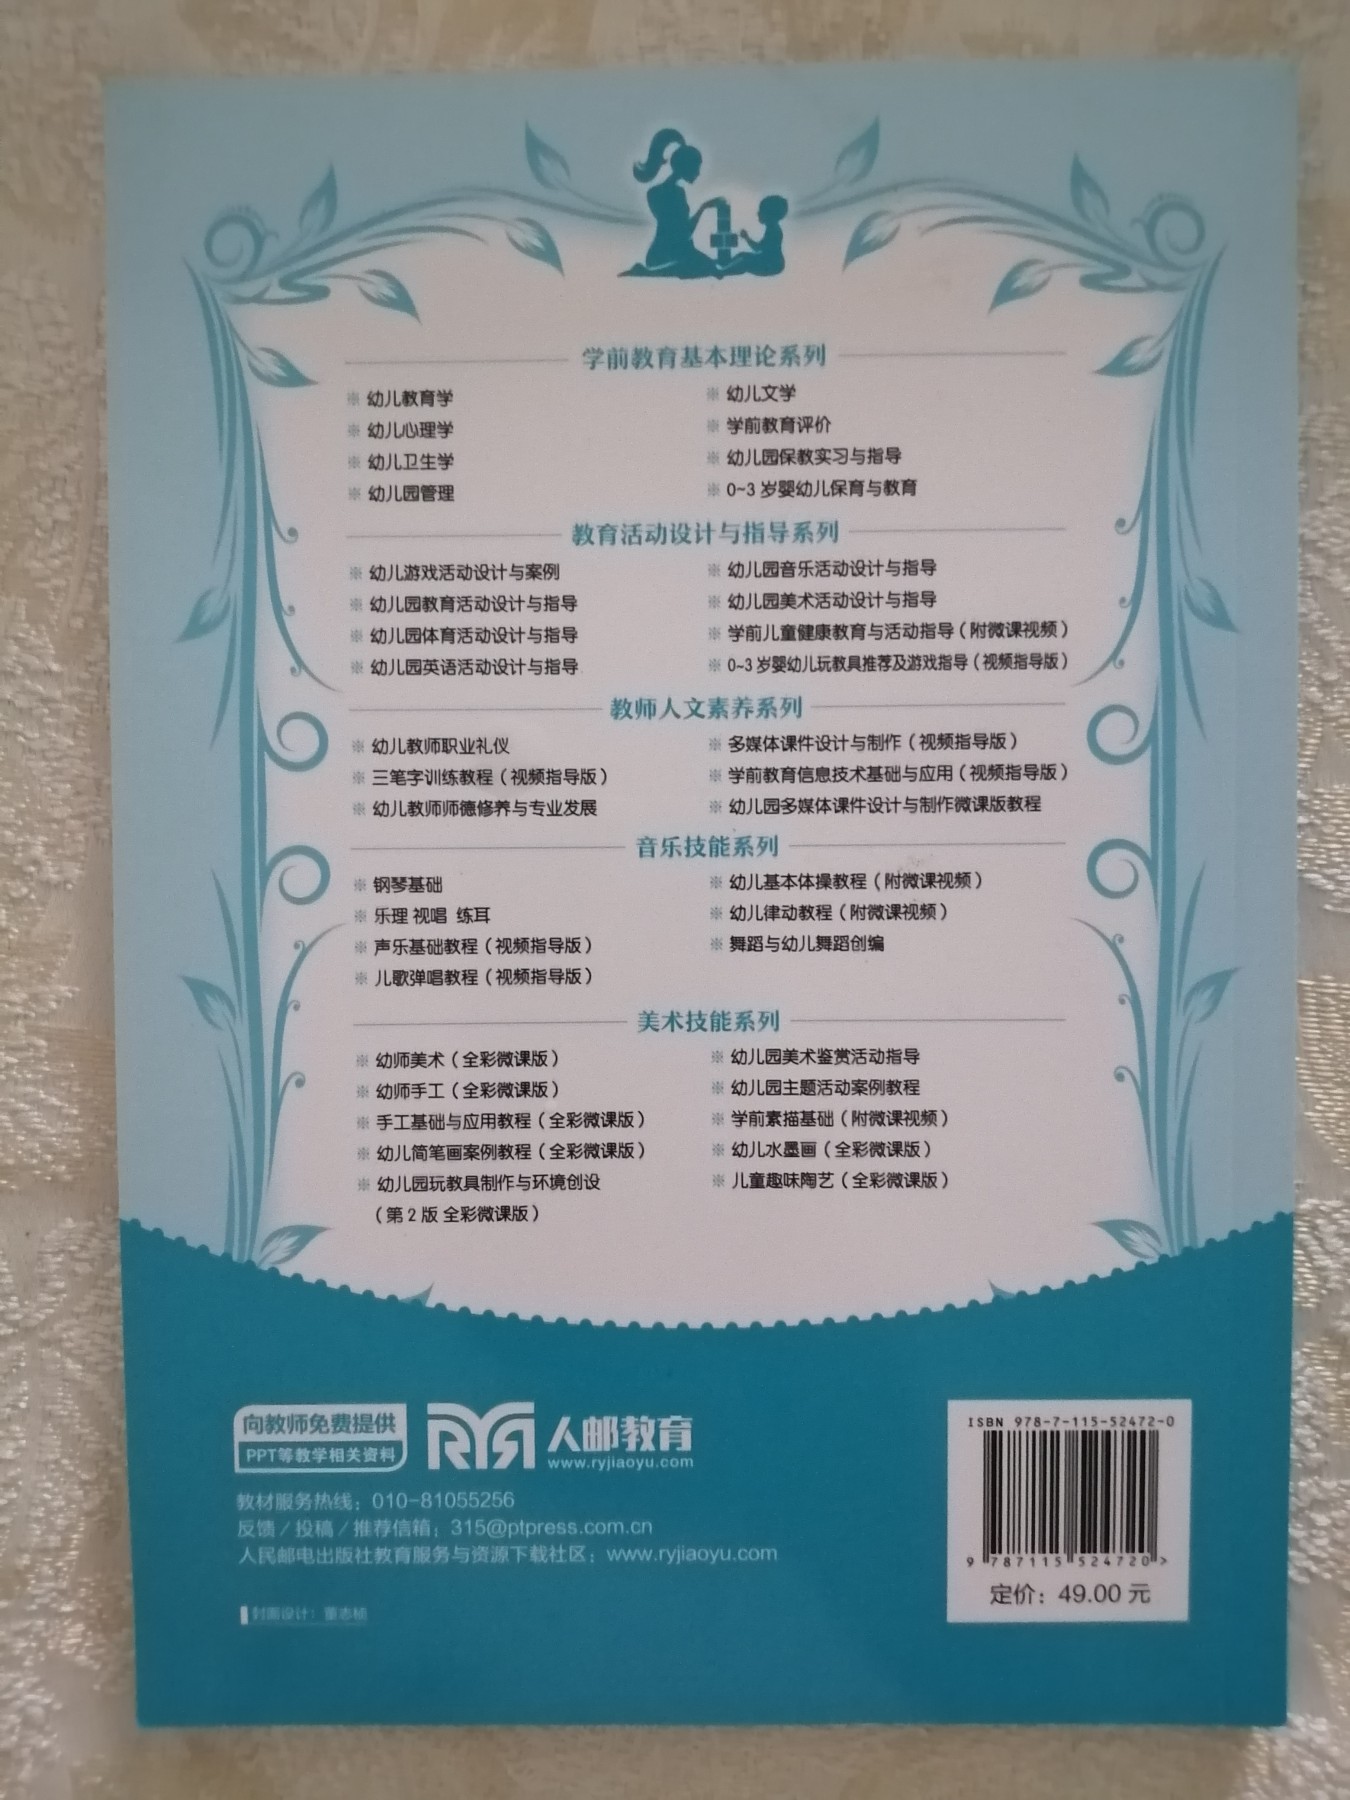 学前教育基本理论系列
※ 幼儿教育学
※ 幼儿心理学
※ 幼儿卫生学
※ 幼儿园管理
※ 幼儿文学
※ 学前教育评价
※ 幼儿园保教实习与指导
※ 0~3 岁婴幼儿保育与教育
教育活动设计与指导系列
※ 幼儿游戏活动设计与案例
※ 幼儿园教育活动设计与指导
※ 幼儿园体育活动设计与指导
※ 幼儿园英语活动设计与指导
※ 幼儿园音乐活动设计与指导
※ 幼儿园美术活动设计与指导
※ 学前儿童健康教育与活动指导（附微课视频）
※ 0~3 岁婴幼儿玩教具推荐及游戏指导（视频指导版）
教师人文素养系列
※ 幼儿教师职业礼仪
※ 三笔字训练教程（视频指导版）
※ 幼儿教师师德修养与专业发展
※ 多媒体课件设计与制作（视频指导版）
※ 学前教育信息技术基础与应用（视频指导版）
※ 幼儿园多媒体课件设计与制作微课版教程
音乐技能系列
※ 钢琴基础
※ 乐理 视唱 练耳
※ 声乐基础教程（视频指导版）
※ 儿歌弹唱教程（视频指导版）
※ 幼儿基本体操教程（附微课视频）
※ 幼儿律动教程（附微课视频）
※ 舞蹈与幼儿舞蹈创编
美术技能系列
※ 幼师美术（全彩微课版）
※ 幼师手工（全彩微课版）
※ 手工基础与应用教程（全彩微课版）
※ 幼儿简笔画案例教程（全彩微课版）
※ 幼儿园玩教具制作与环境创设
（第 2 版 全彩微课版）
※ 幼儿园美术鉴赏活动指导
※ 幼儿园主题活动案例教程
※ 学前素描基础（附微课视频）
※ 幼儿水墨画（全彩微课版）
※ 儿童趣味陶艺（全彩微课版）
向教师免费提供
PPT等教学相关资料
人邮教育
www.ryjiaoyu.com
教材服务热线：010-81055256
反馈／投稿／推荐信箱：315@ptpress.com.cn
人民邮电出版社教育服务与资源下载社区：www.ryjiaoyu.com
封面设计：董志桢
ISBN 978-7-115-52472-0
9 787115 524720 >
定价：49.00 元